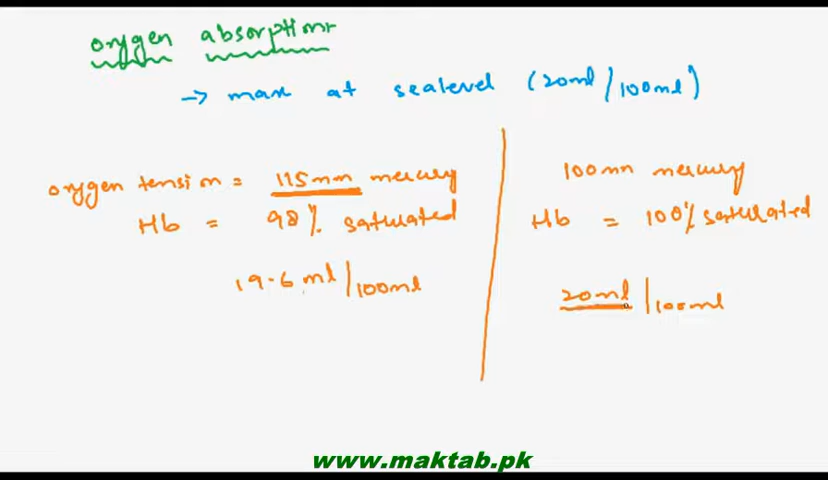 oxygen absorption
→ max at sealevel (20ml/100ml)
oxygen tension = 115mm mercury
Hb = 98% saturated
19.6 ml/100ml
100mm mercury
Hb = 100% saturated
20ml/100ml
www.maktab.pk